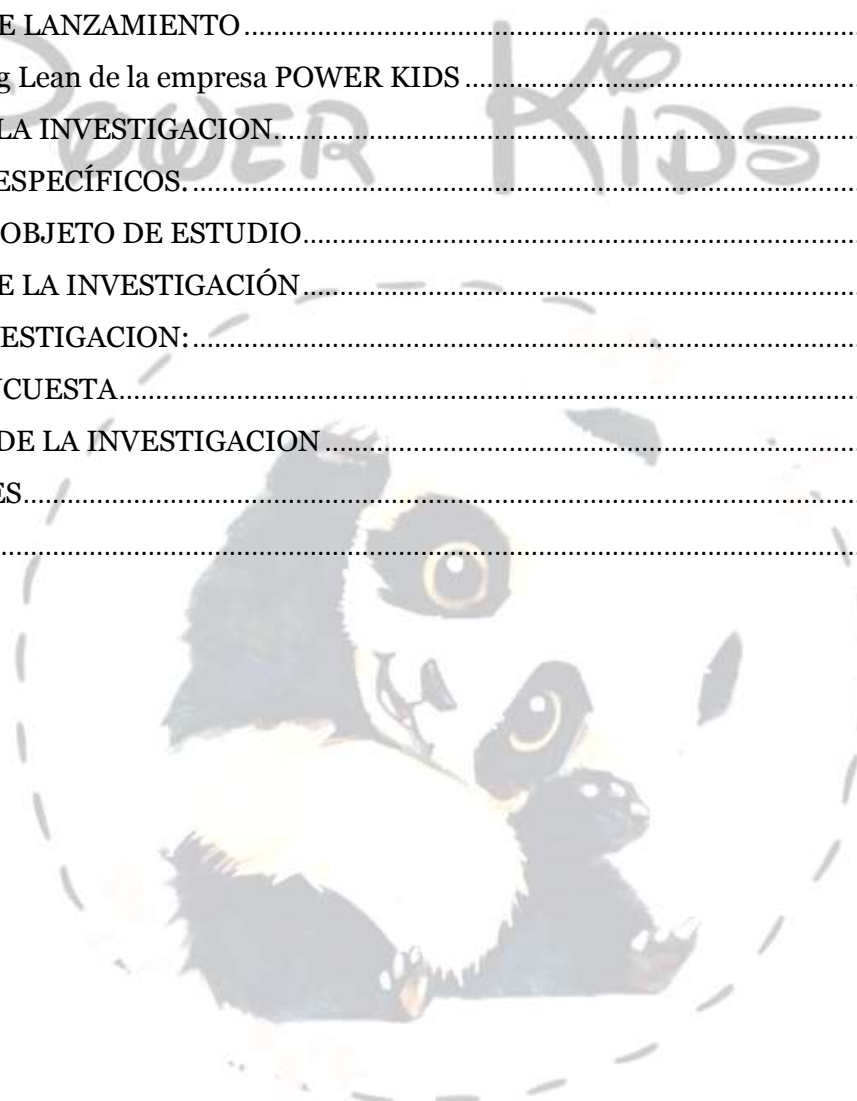 POWER KIDS
E LANZAMIENTO
g Lean de la empresa POWER KIDS
LA INVESTIGACION
ESPECÍFICOS.
OBJETO DE ESTUDIO
E LA INVESTIGACIÓN
ESTIGACION:
CUESTA
DE LA INVESTIGACION
ES